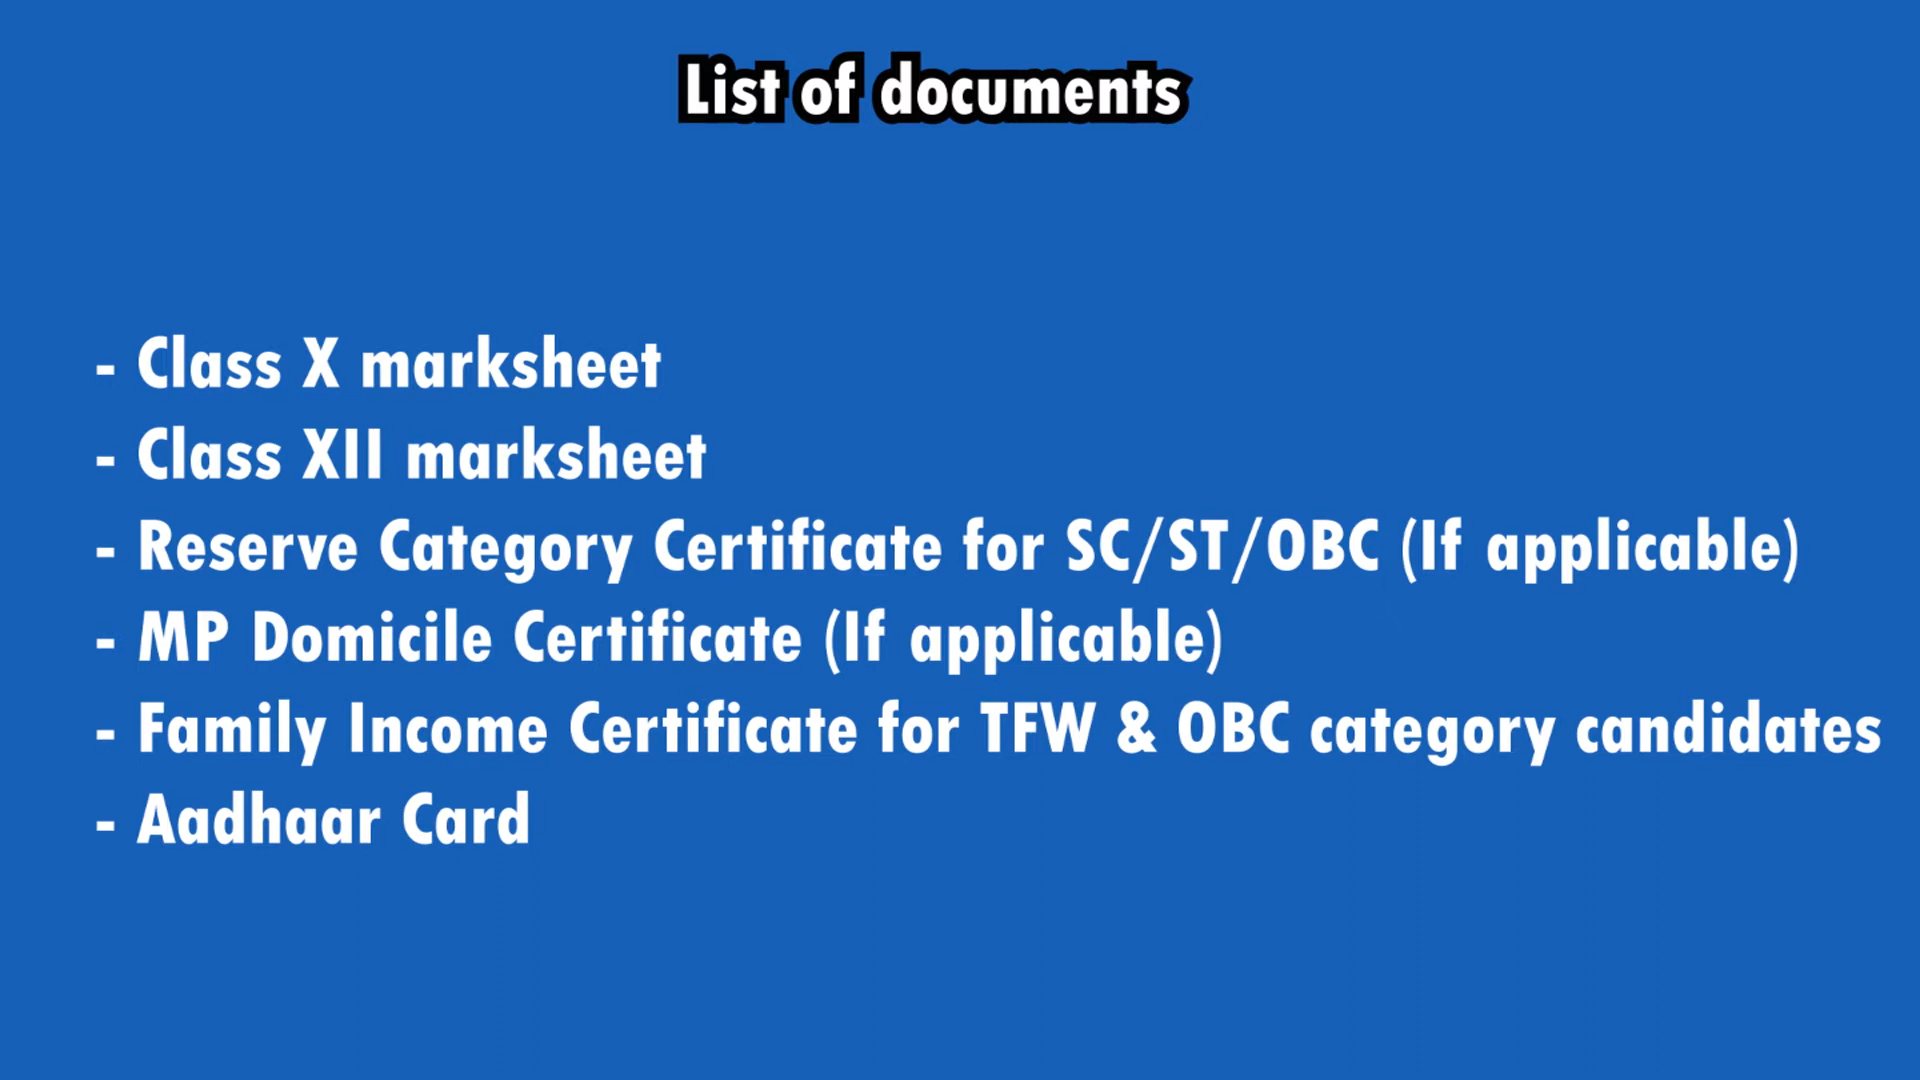 List of documents
- Class X marksheet
- Class XII marksheet
- Reserve Category Certificate for SC/ST/OBC (If applicable)
- MP Domicile Certificate (If applicable)
- Family Income Certificate for TFW & OBC category candidates
- Aadhaar Card